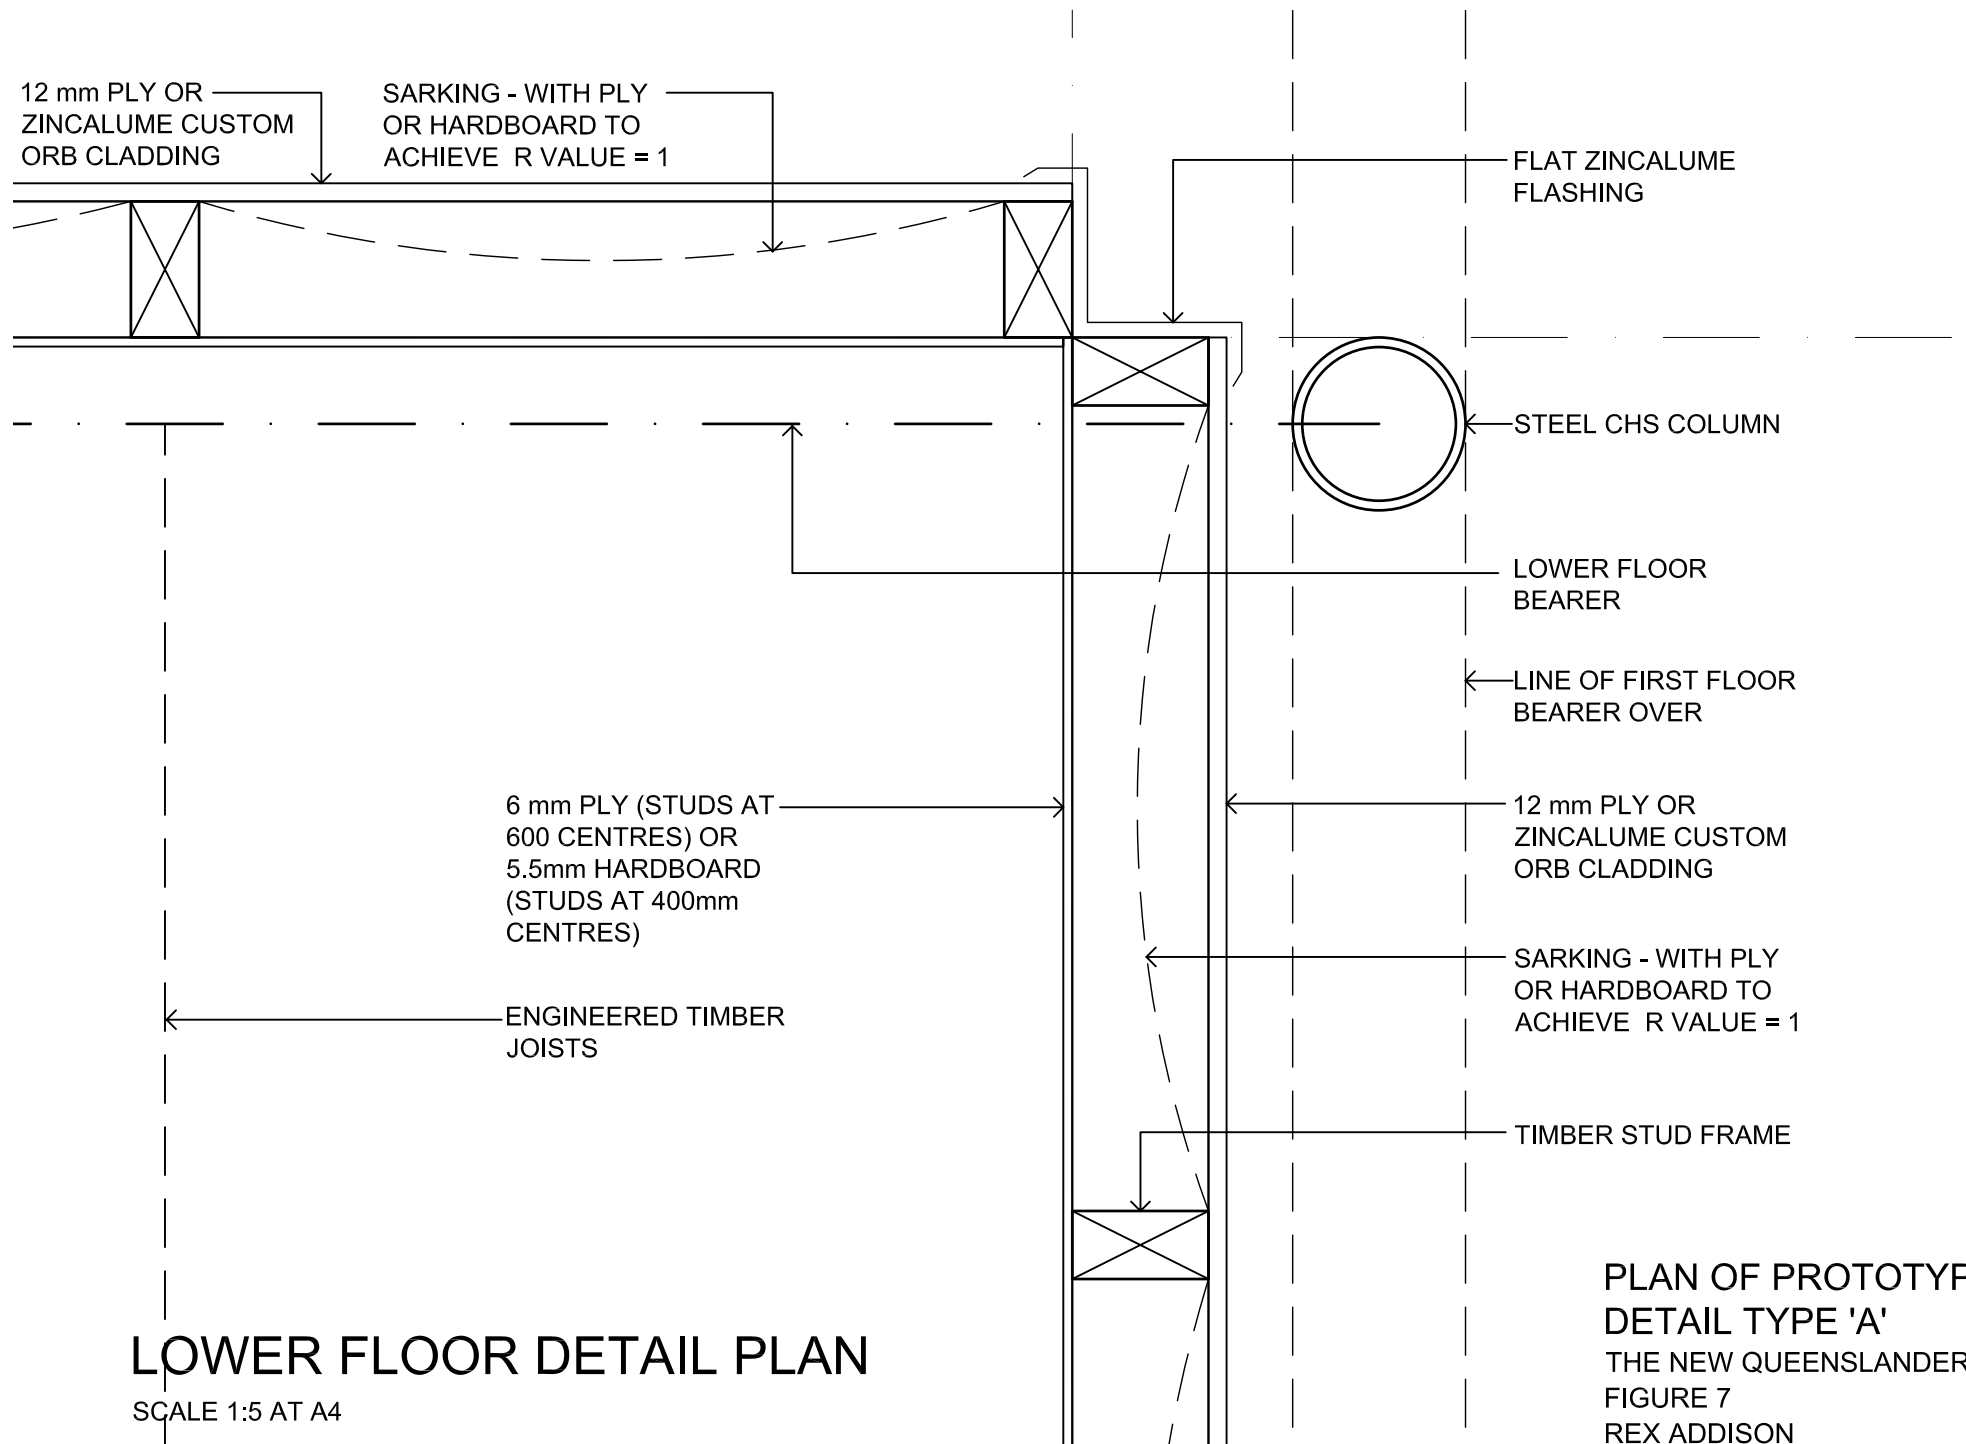 12 mm PLY OR
ZINCALUME CUSTOM
ORB CLADDING
SARKING - WITH PLY
OR HARDBOARD TO
ACHIEVE R VALUE = 1
FLAT ZINCALUME
FLASHING
STEEL CHS COLUMN
LOWER FLOOR
BEARER
LINE OF FIRST FLOOR
BEARER OVER
6 mm PLY (STUDS AT
600 CENTRES) OR
5.5mm HARDBOARD
(STUDS AT 400mm
CENTRES)
12 mm PLY OR
ZINCALUME CUSTOM
ORB CLADDING
SARKING - WITH PLY
OR HARDBOARD TO
ACHIEVE R VALUE = 1
ENGINEERED TIMBER
JOISTS
TIMBER STUD FRAME
LOWER FLOOR DETAIL PLAN
SCALE 1:5 AT A4
PLAN OF PROTOTYP
DETAIL TYPE 'A'
THE NEW QUEENSLANDER
FIGURE 7
REX ADDISON